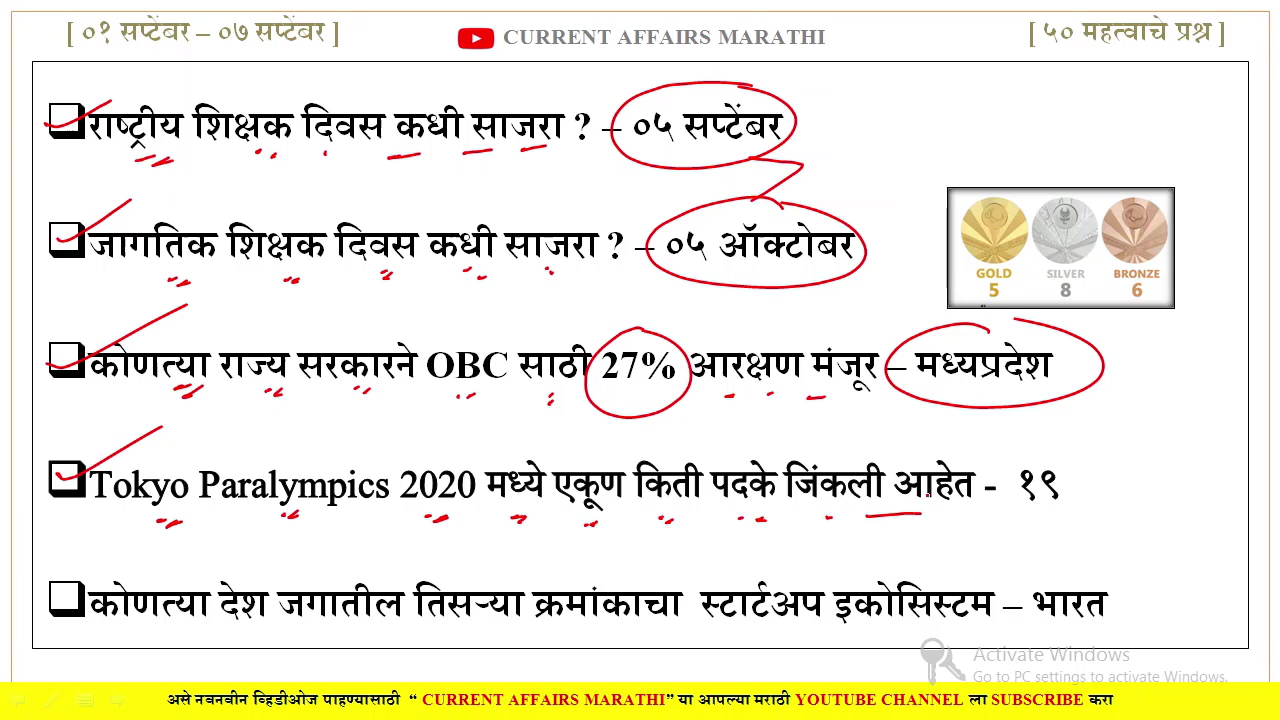 [ ०१ सप्टेंबर – ०७ सप्टेंबर ]
CURRENT AFFAIRS MARATHI
[ ५० महत्वाचे प्रश्न ]
राष्ट्रीय शिक्षक दिवस कधी साजरा ? – ०५ सप्टेंबर
जागतिक शिक्षक दिवस कधी साजरा ? – ०५ ऑक्टोबर
GOLD SILVER BRONZE
5 8 6
कोणत्या राज्य सरकारने OBC साठी 27% आरक्षण मंजूर – मध्यप्रदेश
Tokyo Paralympics 2020 मध्ये एकूण किती पदके जिंकली आहेत - १९
कोणत्या देश जगातील तिसऱ्या क्रमांकाचा स्टार्टअप इकोसिस्टम – भारत
Activate Windows
Go to PC settings to activate Windows.
असे नवनवीन व्हिडीओज पाहण्यासाठी “ CURRENT AFFAIRS MARATHI” या आपल्या मराठी YOUTUBE CHANNEL ला SUBSCRIBE करा